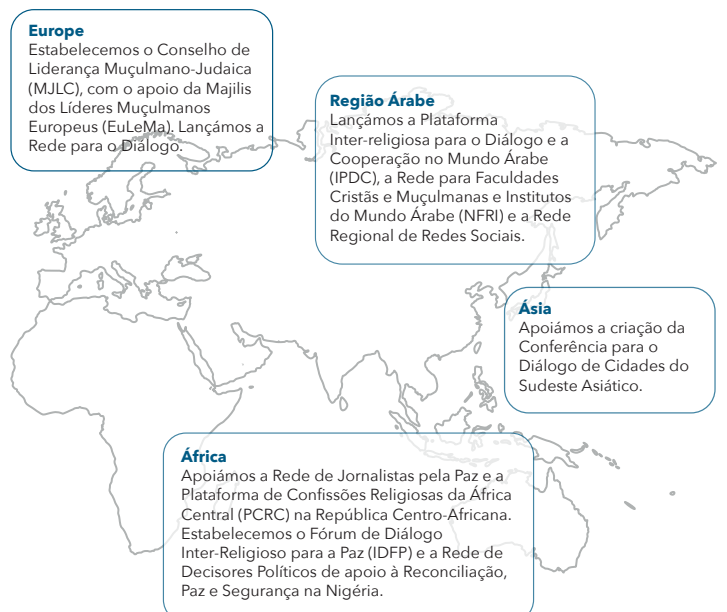 Europe
Estabelecemos o Conselho de
Liderança Muçulmano-Judaica
(MJLC), com o apoio da Majilis
dos Líderes Muçulmanos
Europeus (EuLeMa). Lançámos a
Rede para o Diálogo.
Região Árabe
Lançámos a Plataforma
Inter-religiosa para o Diálogo e a
Cooperação no Mundo Árabe
(IPDC), a Rede para Faculdades
Cristãs e Muçulmanas e Institutos
do Mundo Árabe (NFRI) e a Rede
Regional de Redes Sociais.
Ásia
Apoiámos a criação da
Conferência para o
Diálogo de Cidades do
Sudeste Asiático.
África
Apoiámos a Rede de Jornalistas pela Paz e a
Plataforma de Confissões Religiosas da África
Central (PCRC) na República Centro-Africana.
Estabelecemos o Fórum de Diálogo
Inter-Religioso para a Paz (IDFP) e a Rede de
Decisores Políticos de apoio à Reconciliação,
Paz e Segurança na Nigéria.